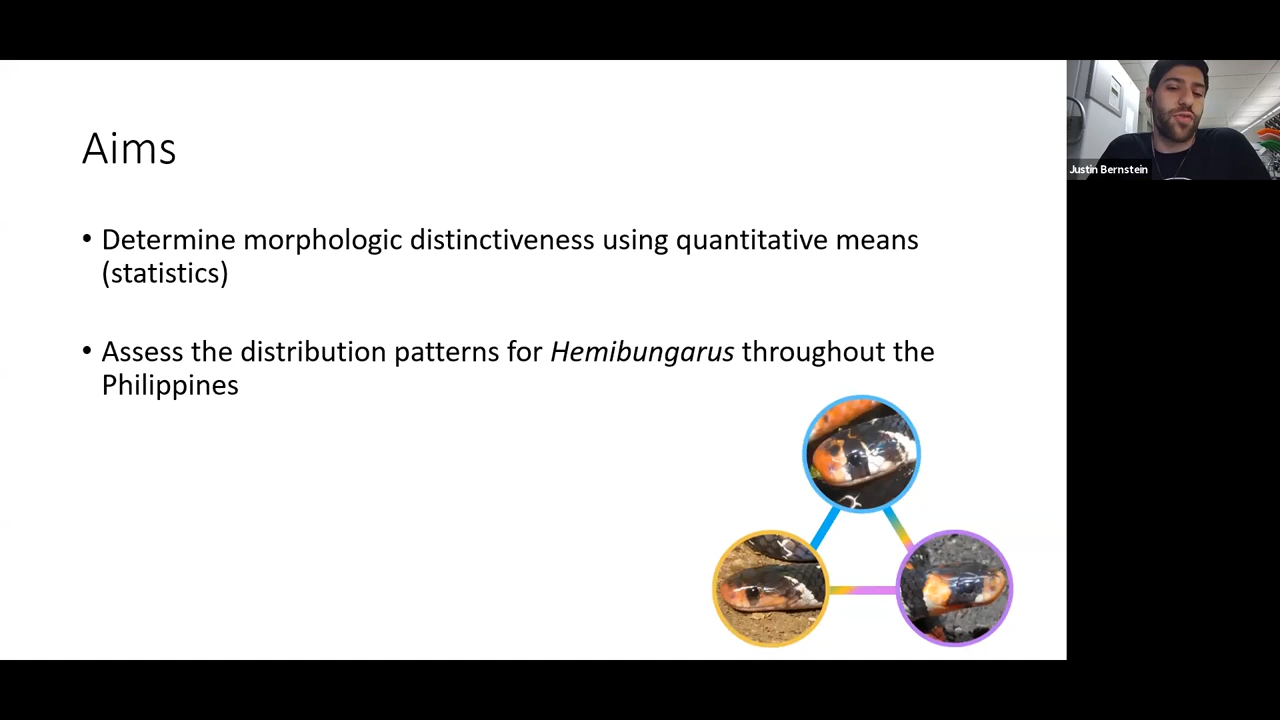 Aims
• Determine morphologic distinctiveness using quantitative means
(statistics)
• Assess the distribution patterns for Hemibungarus throughout the
Philippines
Justin Bernstein